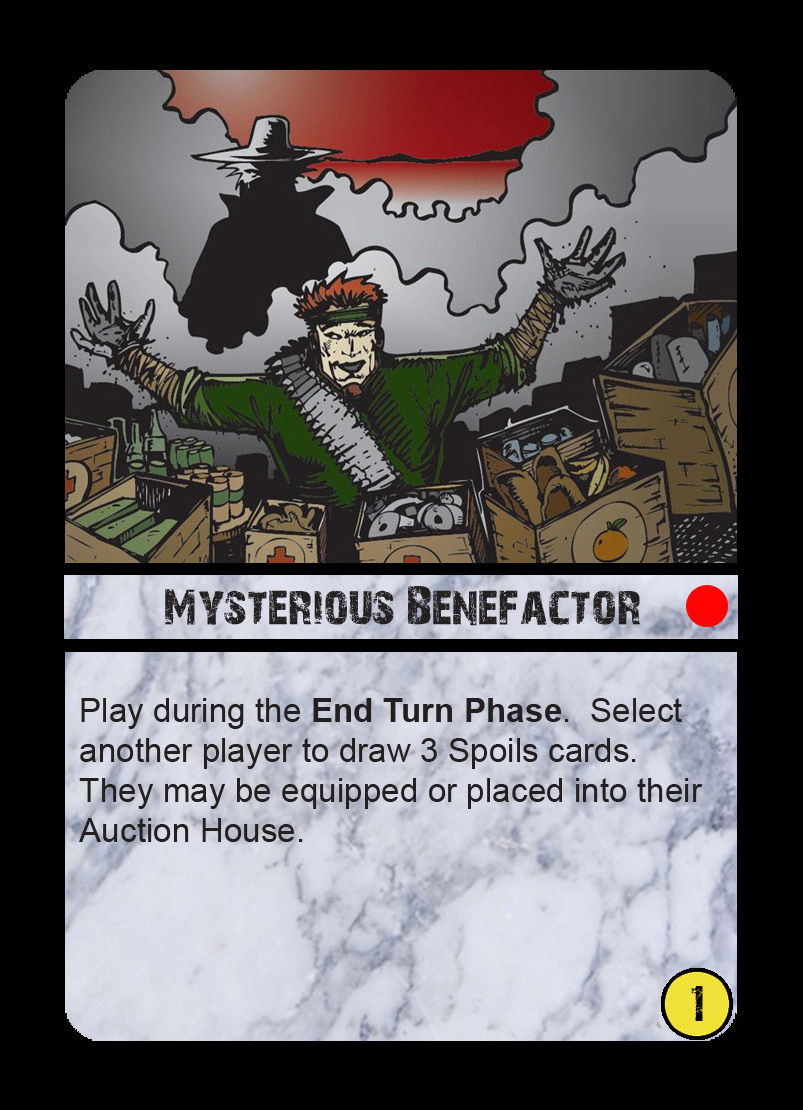 Mysterious Benefactor
Play during the End Turn Phase.  Select
another player to draw 3 Spoils cards.
They may be equipped or placed into their
Auction House.
1